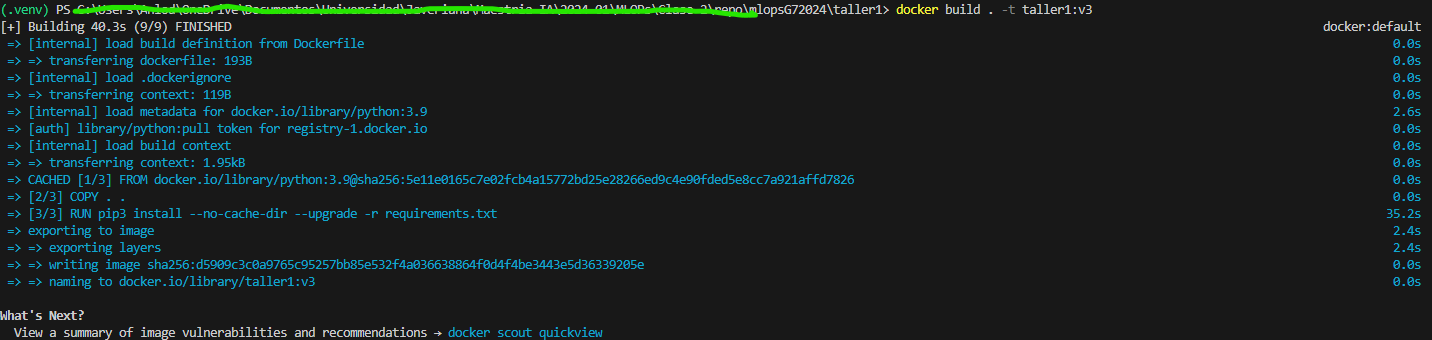 (.venv) PS mlopsG72024\taller1> docker build . -t taller1:v3
[+] Building 40.3s (9/9) FINISHED docker:default
=> [internal] load build definition from Dockerfile 0.0s
=> => transferring dockerfile: 193B 0.0s
=> [internal] load .dockerignore 0.0s
=> => transferring context: 119B 0.0s
=> [internal] load metadata for docker.io/library/python:3.9 2.6s
=> [auth] library/python:pull token for registry-1.docker.io 0.0s
=> [internal] load build context 0.0s
=> => transferring context: 1.95kB 0.0s
=> CACHED [1/3] FROM docker.io/library/python:3.9@sha256:5e11e0165c7e02fcb4a15772bd25e28266ed9c4e90fded5e8cc7a921affd7826 0.0s
=> [2/3] COPY . . 0.0s
=> [3/3] RUN pip3 install --no-cache-dir --upgrade -r requirements.txt 35.2s
=> exporting to image 2.4s
=> => exporting layers 2.4s
=> => writing image sha256:d5909c3c0a9765c95257bb85e532f4a036638864f0d4f4be3443e5d36339205e 0.0s
=> => naming to docker.io/library/taller1:v3 0.0s
What's Next?
View a summary of image vulnerabilities and recommendations → docker scout quickview